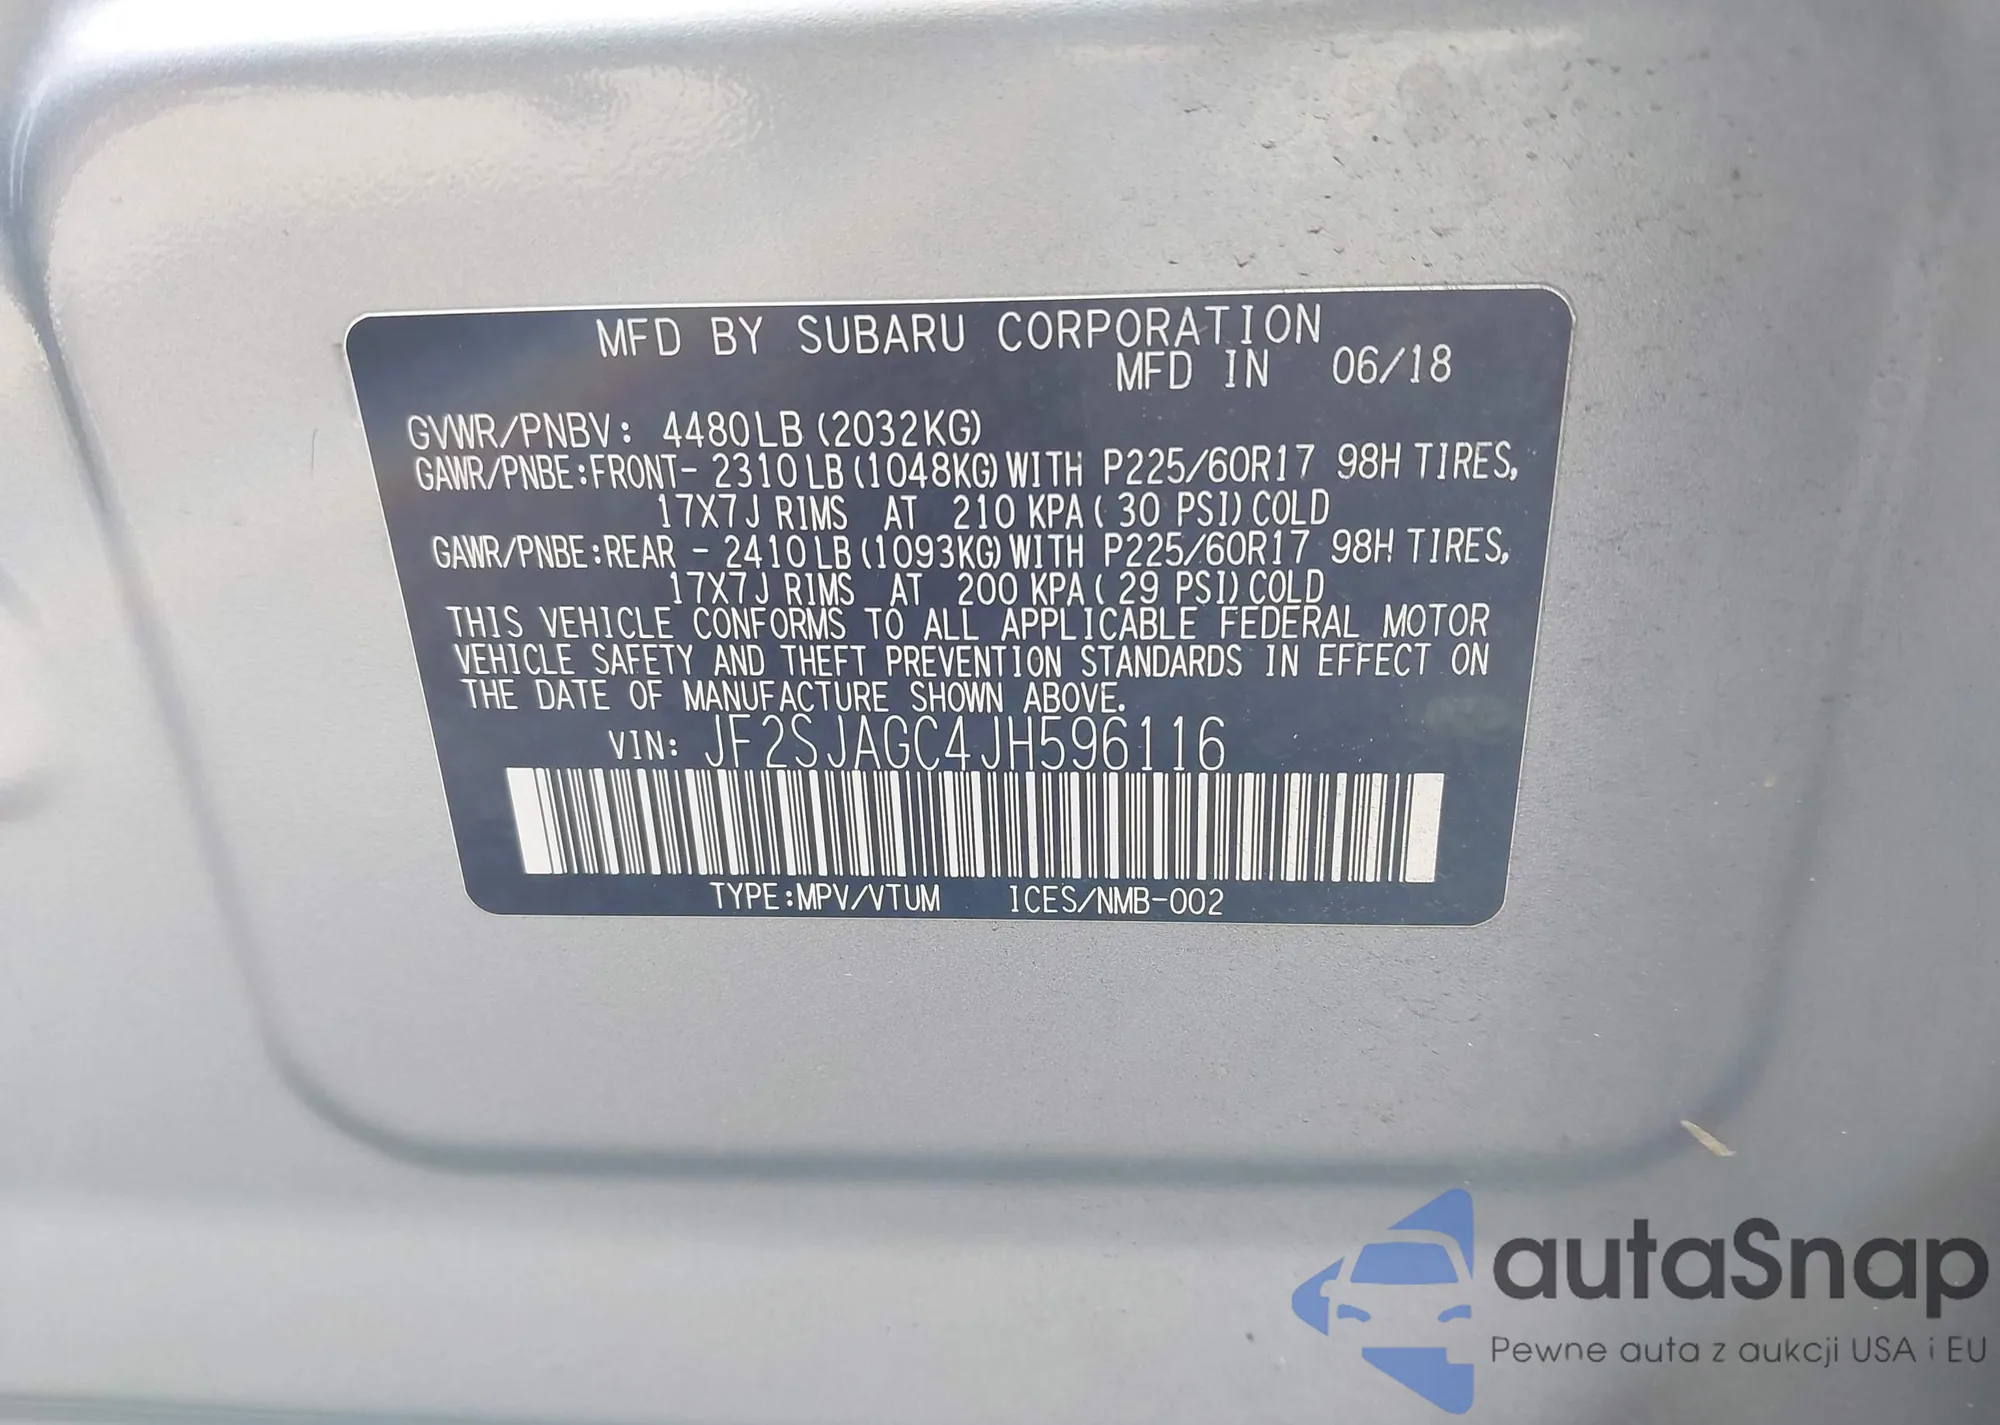 MFD BY SUBARU CORPORATION
MFD IN 06/18
GVWR/PNBV: 4480LB(2032KG)
GAWR/PNBE:FRONT- 2310LB(1048KG)WITH P225/60R17 98H TIRES,
17X7J RIMS AT 210 KPA( 30 PSI)COLD
GAWR/PNBE:REAR - 2410LB(1093KG)WITH P225/60R17 98H TIRES,
17X7J RIMS AT 200 KPA( 29 PSI)COLD
THIS VEHICLE CONFORMS TO ALL APPLICABLE FEDERAL MOTOR
VEHICLE SAFETY AND THEFT PREVENTION STANDARDS IN EFFECT ON
THE DATE OF MANUFACTURE SHOWN ABOVE.
VIN: JF2SJAGC4JH596116
TYPE:MPV/VTUM ICES/NMB-002
autaSnap
Pewne auta z aukcji USA i EU